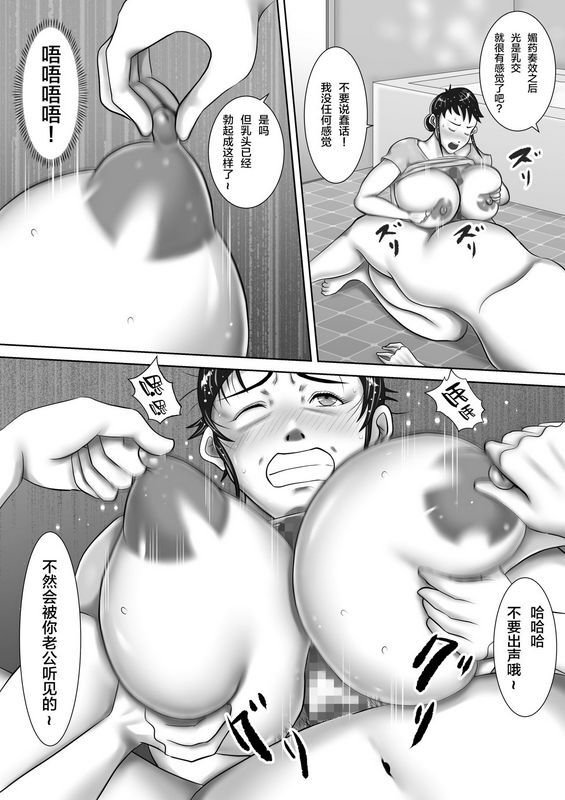 媚药奏效之后
光是乳交
就很有感觉了吧？
不要说蠢话！
我没任何感觉
是吗
但乳头已经
勃起成这样了~
唔唔唔唔！
ズリ
ズリ
ズリ
哈哈哈
不要出声哦~
不然会被你老公听见的~
ズリ
ズリ